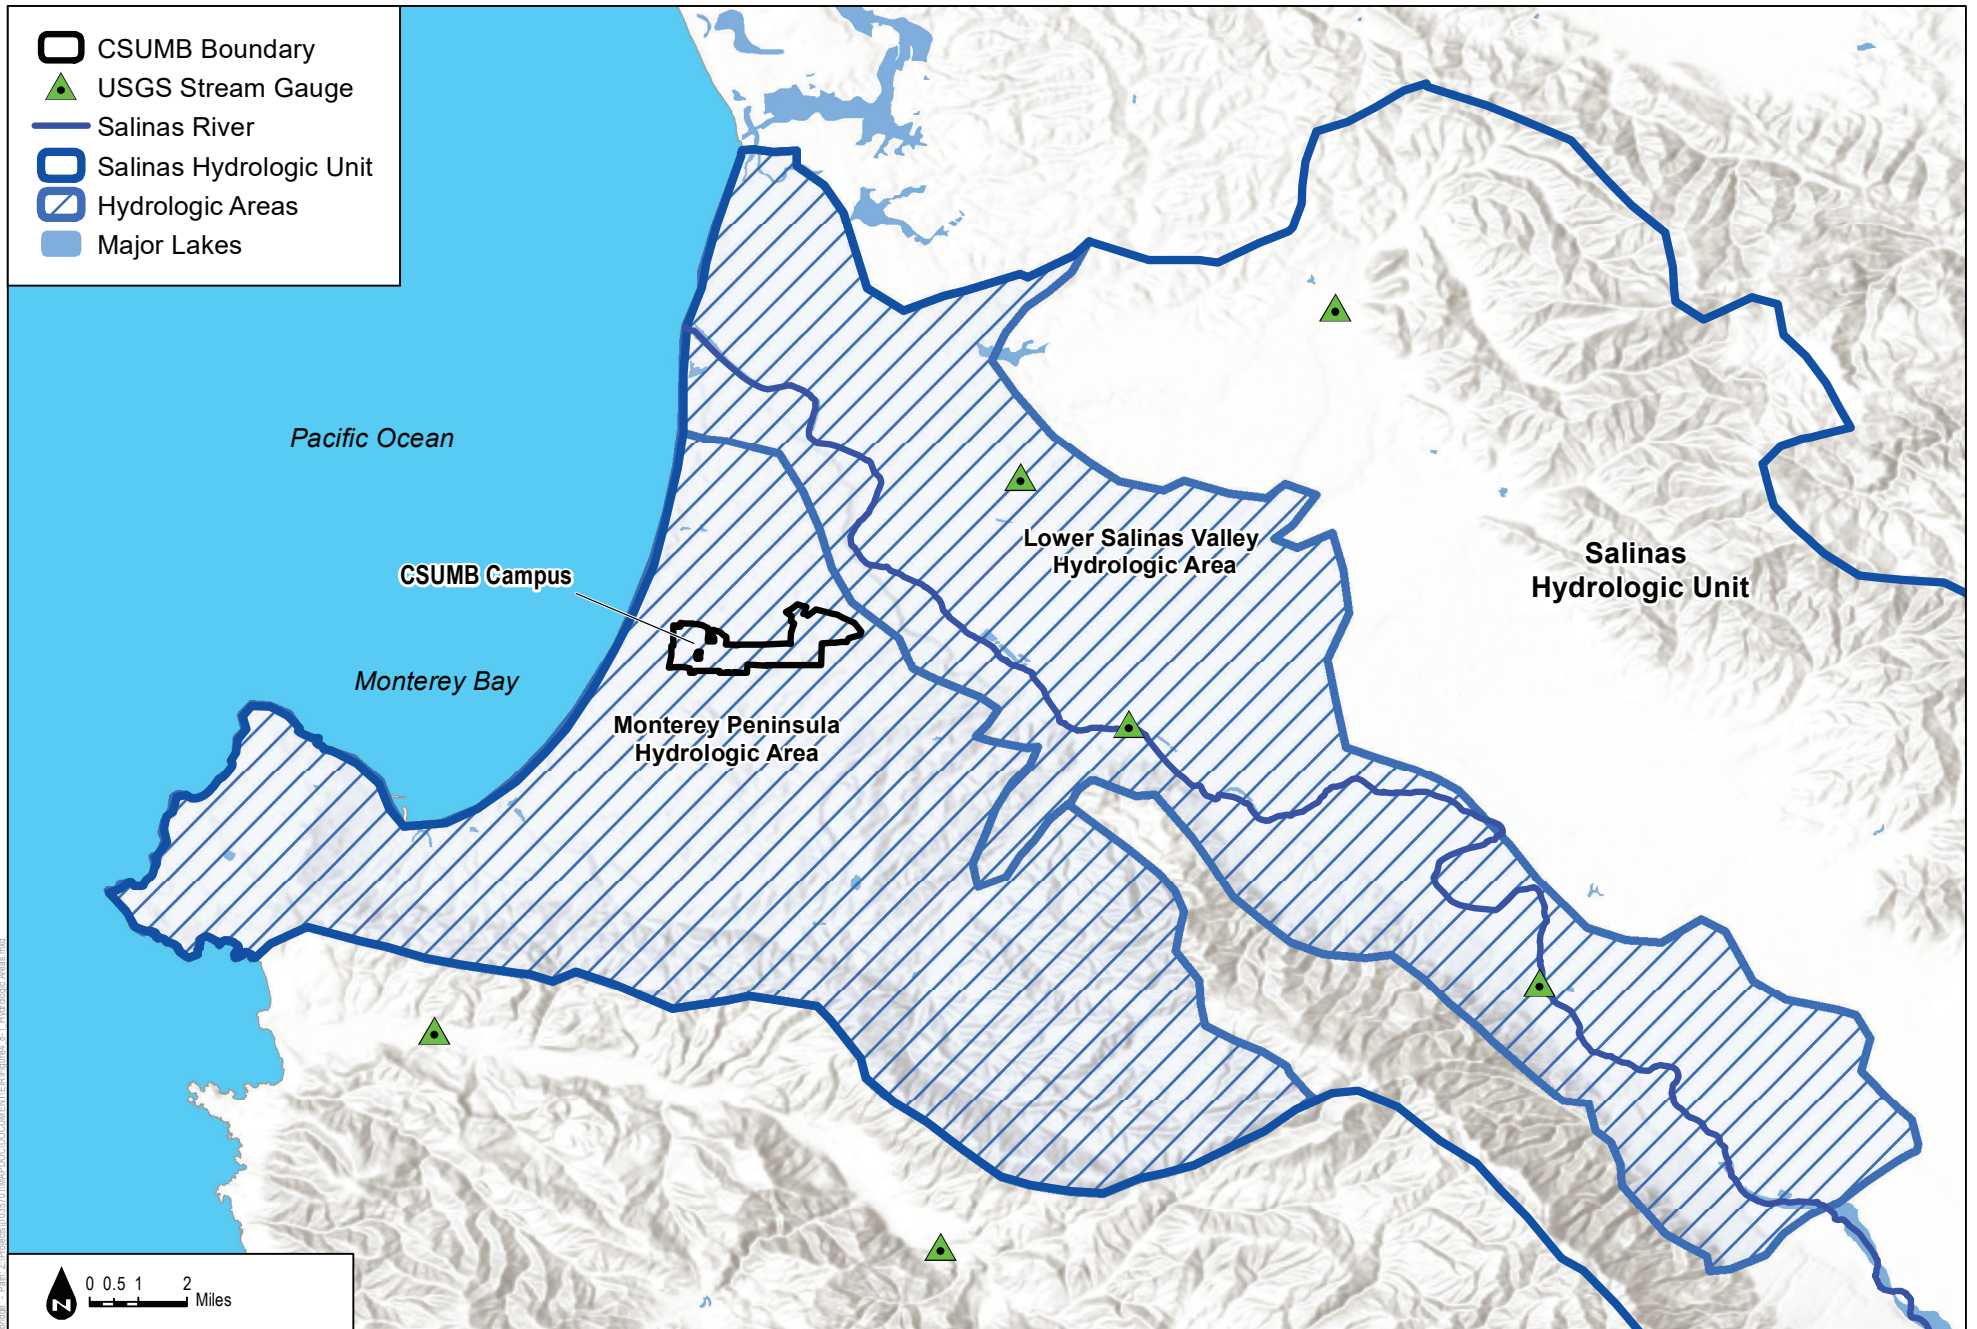 CSUMB Boundary
USGS Stream Gauge
Salinas River
Salinas Hydrologic Unit
Hydrologic Areas
Major Lakes
Pacific Ocean
Lower Salinas Valley
Hydrologic Area
Salinas
Hydrologic Unit
CSUMB Campus
Monterey Bay
Monterey Peninsula
Hydrologic Area
N
0 0.5 1 2
Miles